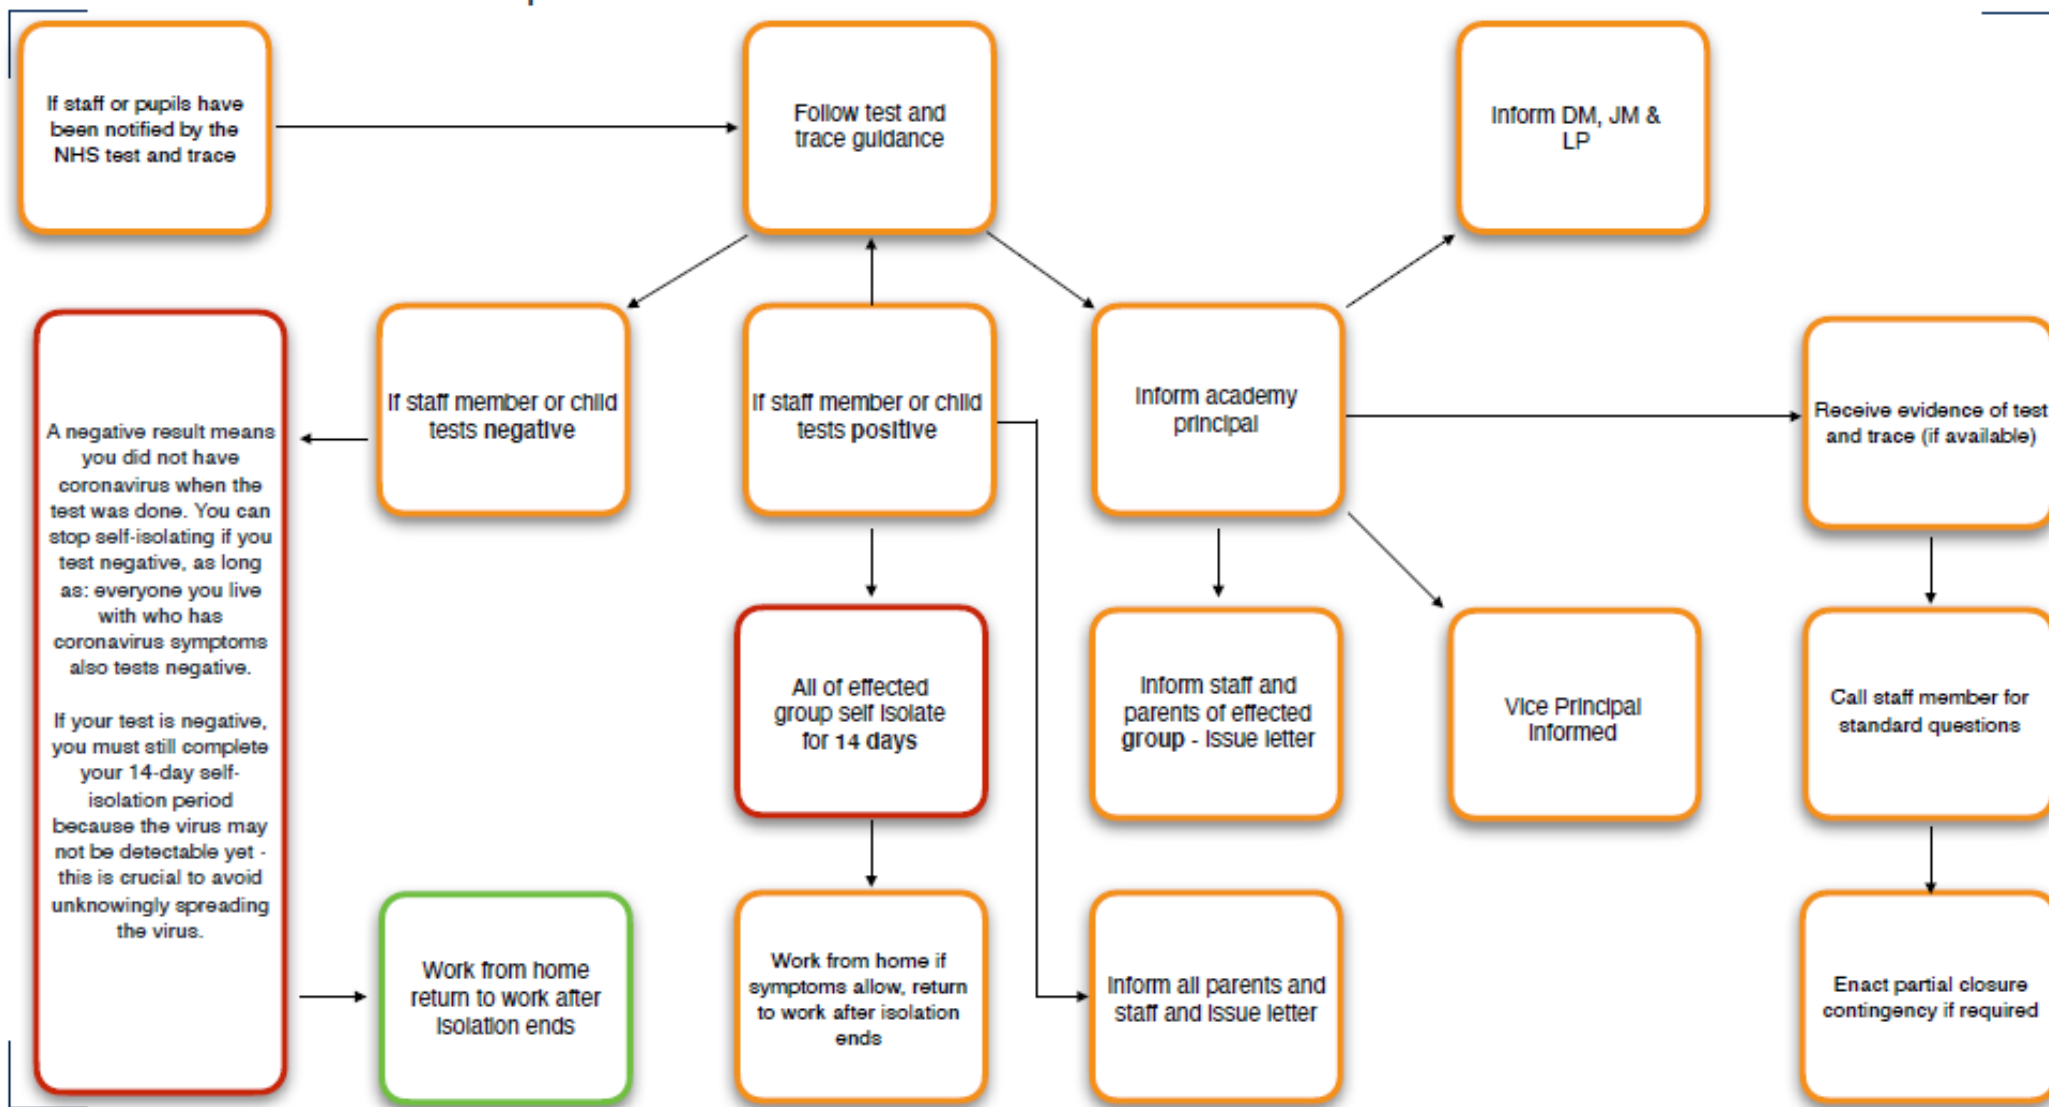 If staff or pupils have
been notified by the
NHS test and trace
Follow test and
trace guidance
Inform DM, JM &
LP
If staff member or child
tests negative
If staff member or child
tests positive
Inform academy
principal
Receive evidence of test
and trace (if available)
A negative result means
you did not have
coronavirus when the
test was done. You can
stop self-isolating if you
test negative, as long
as: everyone you live
with who has
coronavirus symptoms
also tests negative.
If your test is negative,
you must still complete
your 14-day self-
isolation period
because the virus may
not be detectable yet -
this is crucial to avoid
unknowingly spreading
the virus.
All of effected
group self isolate
for 14 days
Inform staff and
parents of effected
group - issue letter
Vice Principal
informed
Call staff member for
standard questions
Work from home
return to work after
isolation ends
Work from home if
symptoms allow, return
to work after isolation
ends
Inform all parents and
staff and issue letter
Enact partial closure
contingency if required